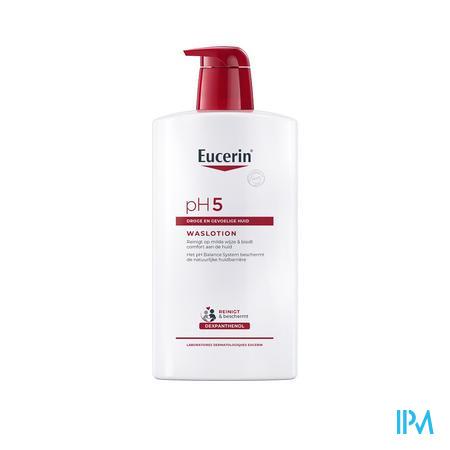 Eucerin®
pH5
DROGE EN GEVOELIGE HUID
WASLOTION
Reinigt op milde wijze & biedt
comfort aan de huid
Het pH Balance System beschermt
de natuurlijke huidbarrière
REINIGT
& beschermt
DEXPANTHENOL
LABORATOIRES DERMATOLOGIQUES EUCERIN
IPM